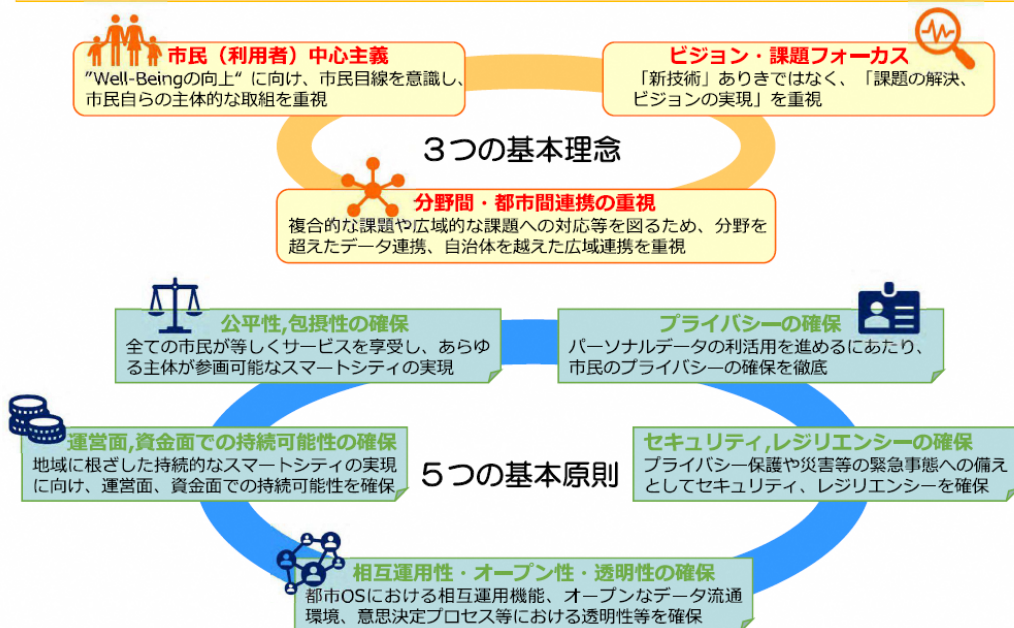 市民（利用者）中心主義
”Well-Beingの向上“ に向け、市民目線を意識し、
市民自らの主体的な取組を重視
ビジョン・課題フォーカス
「新技術」ありきではなく、「課題の解決、
ビジョンの実現」を重視
３つの基本理念
分野間・都市間連携の重視
複合的な課題や広域的な課題への対応等を図るため、分野を
超えたデータ連携、自治体を越えた広域連携を重視
公平性,包摂性の確保
全ての市民が等しくサービスを享受し、あらゆ
る主体が参画可能なスマートシティの実現
プライバシーの確保
パーソナルデータの利活用を進めるにあたり、
市民のプライバシーの確保を徹底
運営面,資金面での持続可能性の確保
地域に根ざした持続的なスマートシティの実現
に向け、運営面、資金面での持続可能性を確保
セキュリティ,レジリエンシーの確保
プライバシー保護や災害等の緊急事態への備え
としてセキュリティ、レジリエンシーを確保
５つの基本原則
相互運用性・オープン性・透明性の確保
都市OSにおける相互運用機能、オープンなデータ流通
環境、意思決定プロセス等における透明性等を確保